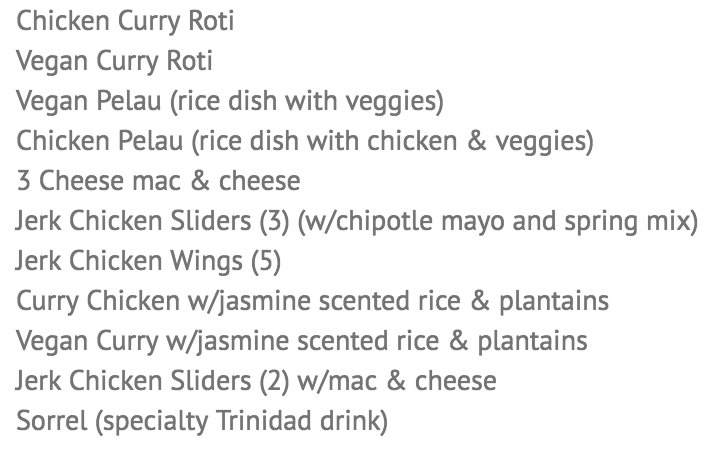 Chicken Curry Roti
Vegan Curry Roti
Vegan Pelau (rice dish with veggies)
Chicken Pelau (rice dish with chicken & veggies)
3 Cheese mac & cheese
Jerk Chicken Sliders (3) (w/chipotle mayo and spring mix)
Jerk Chicken Wings (5)
Curry Chicken w/jasmine scented rice & plantains
Vegan Curry w/jasmine scented rice & plantains
Jerk Chicken Sliders (2) w/mac & cheese
Sorrel (specialty Trinidad drink)